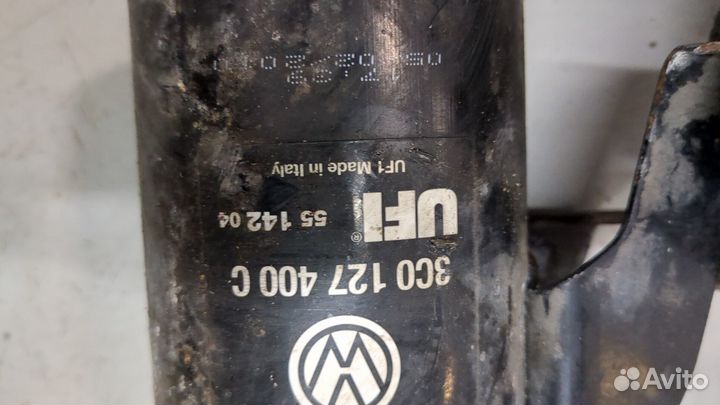 3C0 127 400 C
UFI®
55 142 04
UFI Made in Italy
Avito